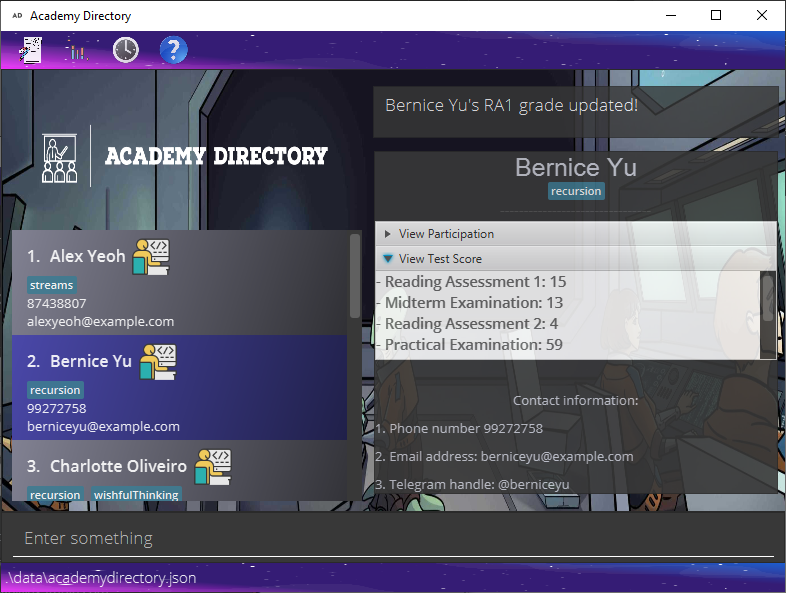 AD Academy Directory
ACADEMY DIRECTORY
1. Alex Yeoh
streams
87438807
alexyeoh@example.com
2. Bernice Yu
recursion
99272758
berniceyu@example.com
3. Charlotte Oliveiro
recursion wishfulThinking
Bernice Yu's RA1 grade updated!
Bernice Yu
recursion
View Participation
View Test Score
- Reading Assessment 1: 15
- Midterm Examination: 13
- Reading Assessment 2: 4
- Practical Examination: 59
Contact information:
1. Phone number 99272758
2. Email address: berniceyu@example.com
3. Telegram handle: @berniceyu
Enter something
.\data\academydirectory.json